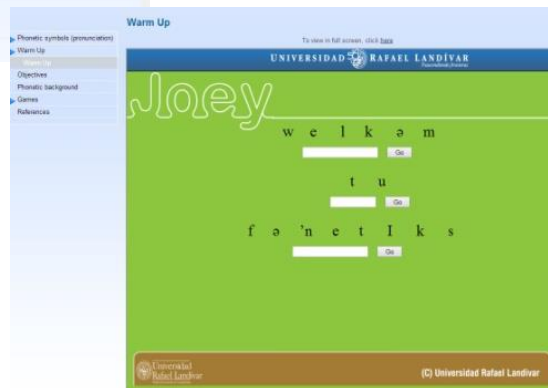 Warm Up
Phonetic symbols (pronunciation)
Warm Up
Warm Up
Objectives
Phonetic background
Games
References
To view in full screen, click here
UNIVERSIDAD RAFAEL LANDÍVAR
Joey
w e l k ə m
Go
t u
Go
f ə 'n e t I k s
Go
Universidad
Rafael Landívar
(C) Universidad Rafael Landivar